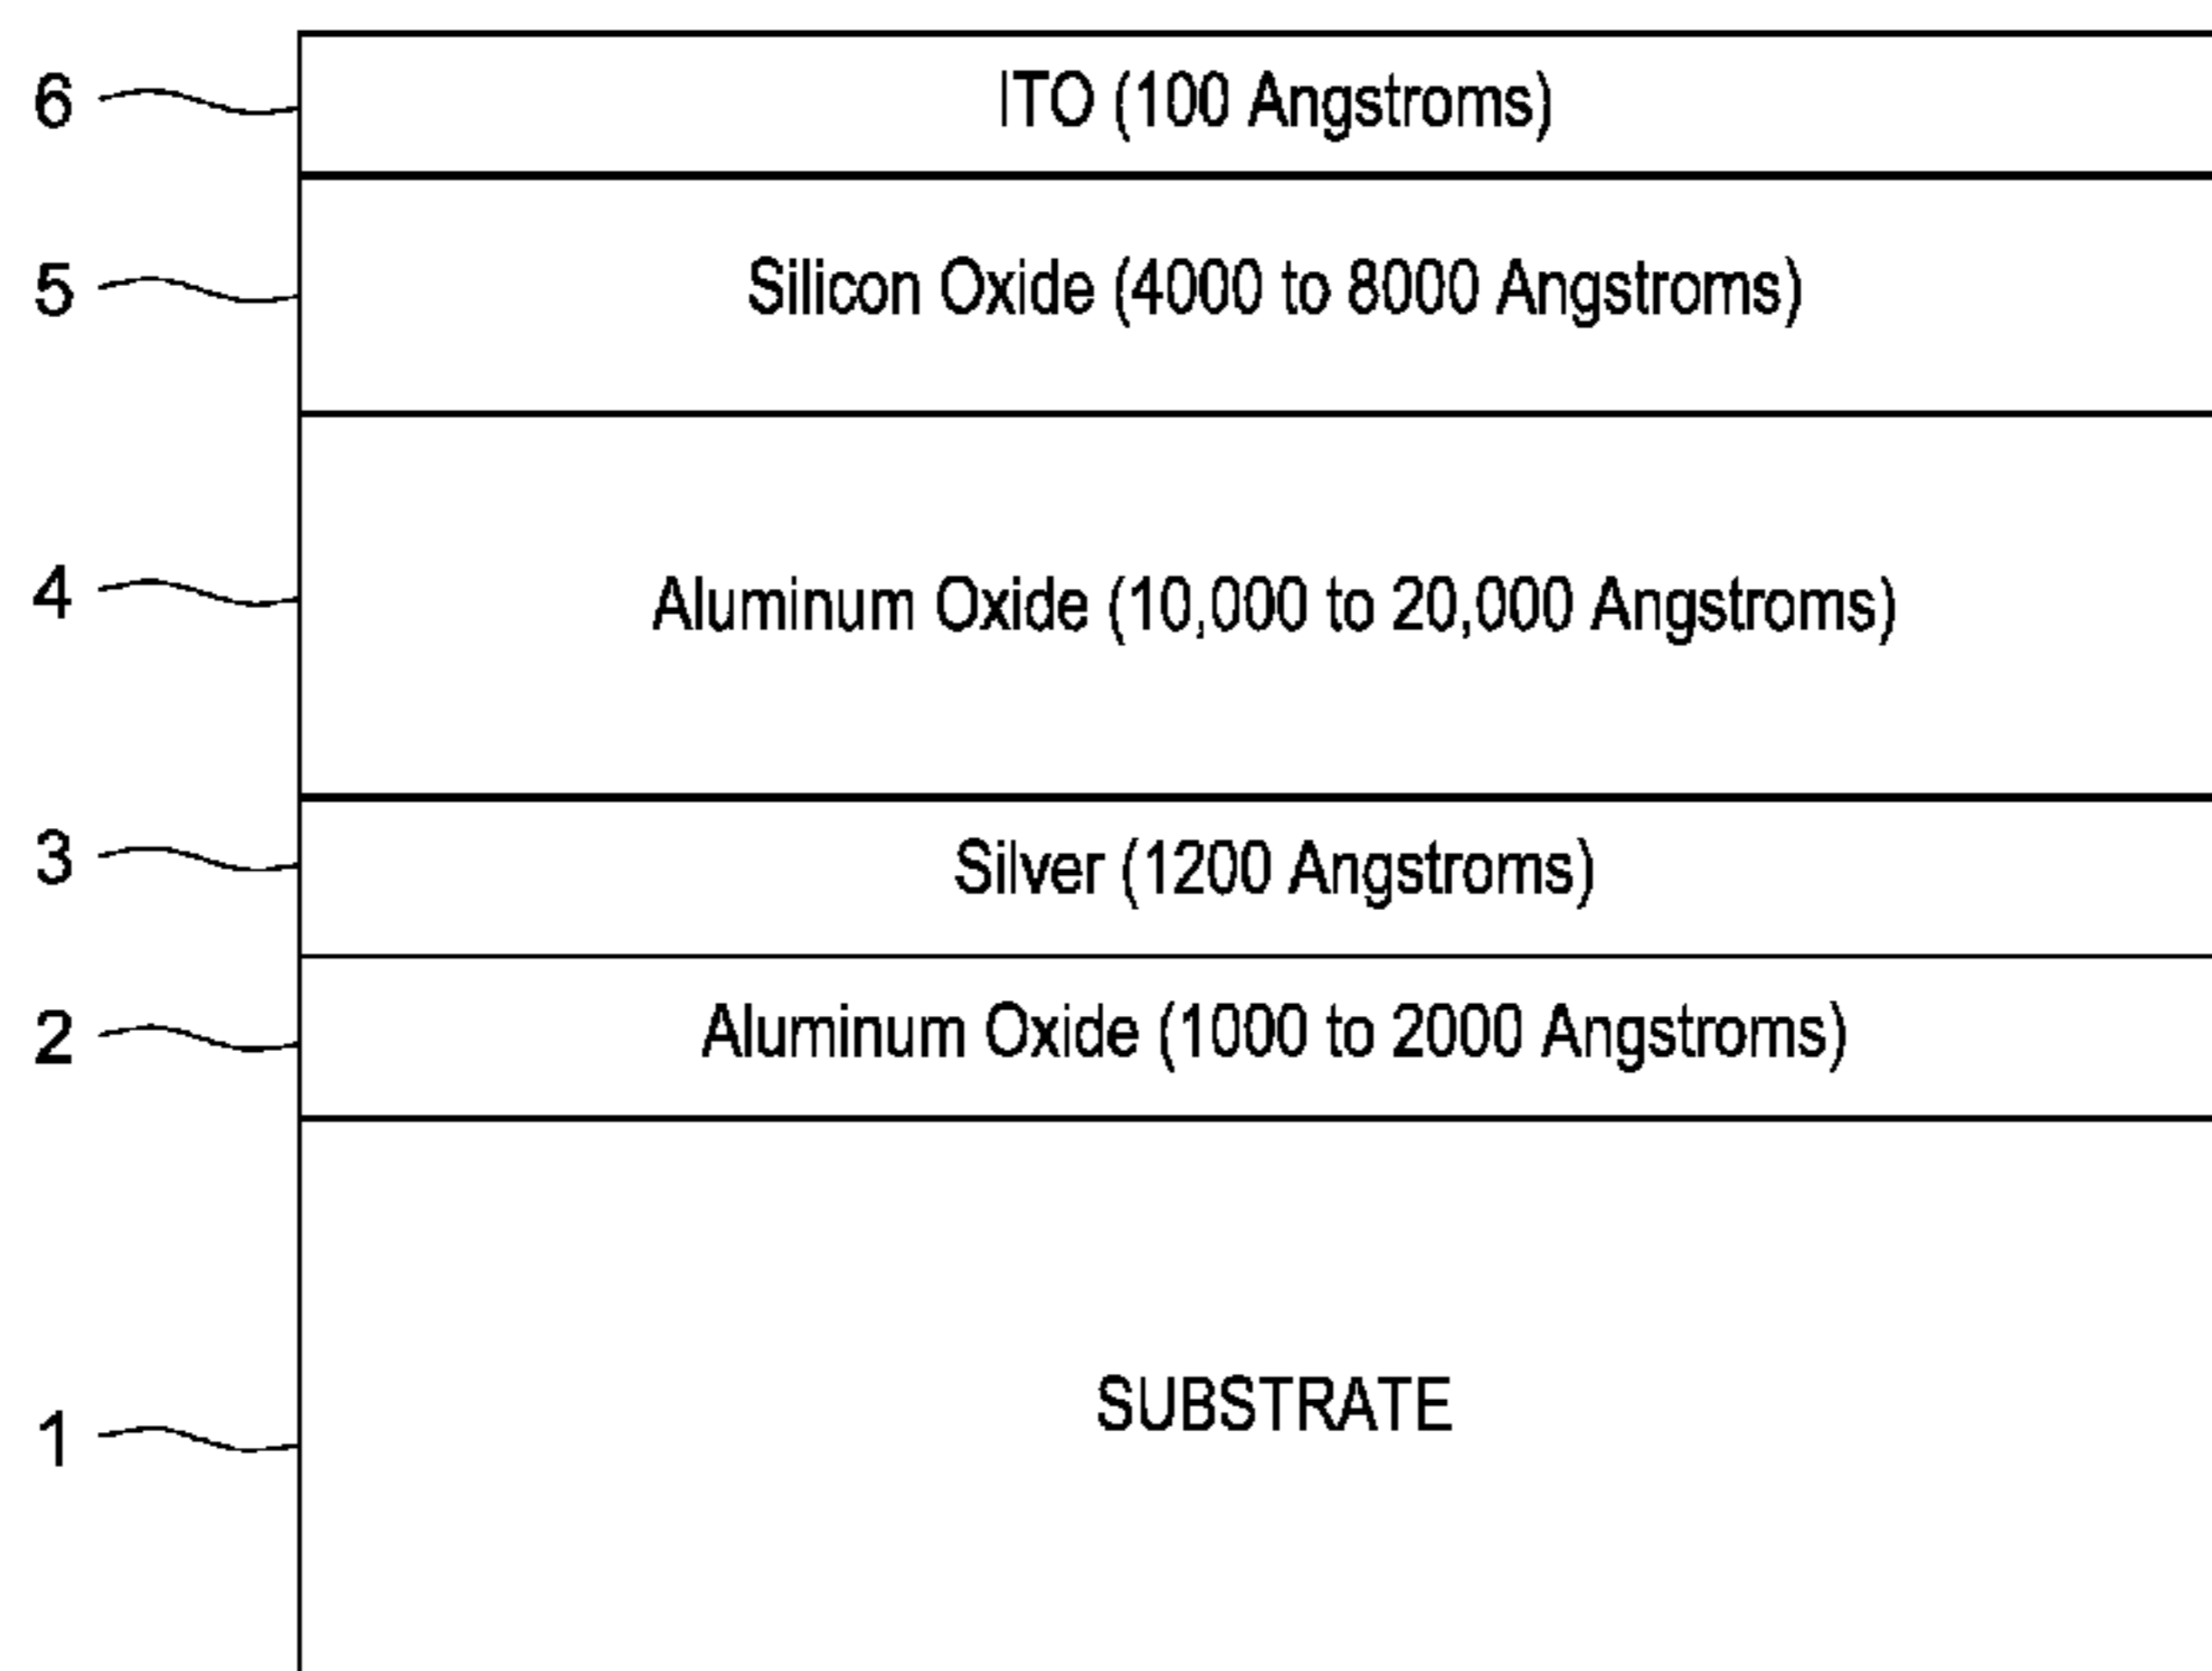 6 ITO (100 Angstroms)
5 Silicon Oxide (4000 to 8000 Angstroms)
4 Aluminum Oxide (10,000 to 20,000 Angstroms)
3 Silver (1200 Angstroms)
2 Aluminum Oxide (1000 to 2000 Angstroms)
1 SUBSTRATE